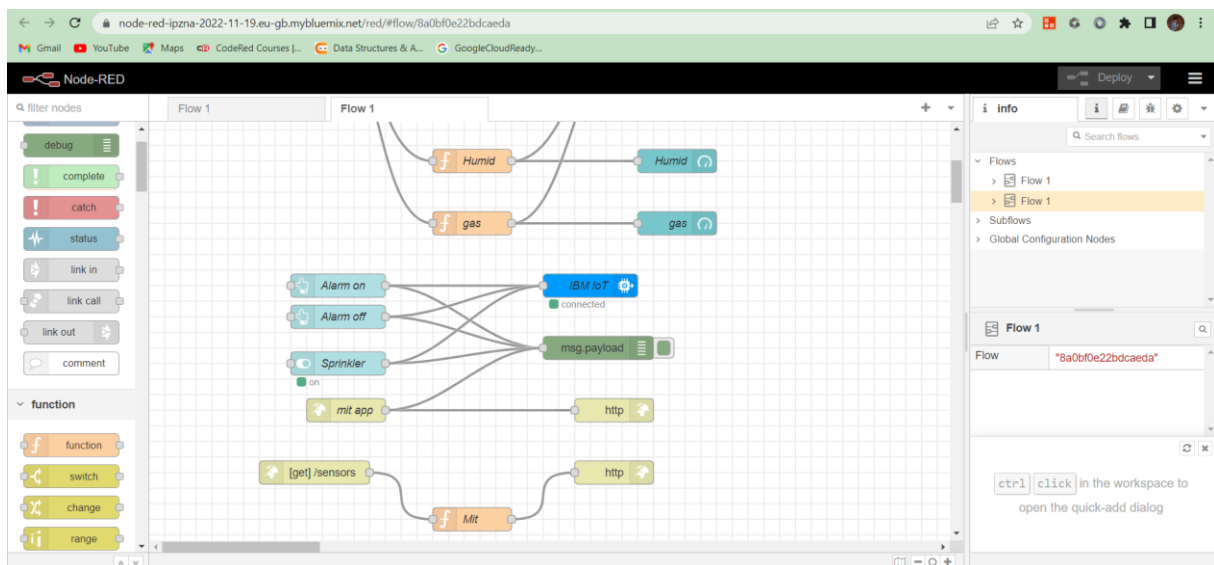 node-red-ipzna-2022-11-19.eu-gb.mybluemix.net/red/#flow/8a0bf0e22bdcaeda
Gmail YouTube Maps CodeRed Courses |... Data Structures & A... GoogleCloudReady...
Node-RED Deploy
filter nodes Flow 1 Flow 1 i info i
Search flows
debug
complete
catch
status
link in
link call
link out
comment
function
function
switch
change
range
Humid Humid
gas gas
Alarm on IBM IoT
connected
Alarm off
msg.payload
Sprinkler
on
mit app http
[get] /sensors http
Mit
Flows
Flow 1
Flow 1
Subflows
Global Configuration Nodes
Flow 1
Flow "8a0bf0e22bdcaeda"
ctrl click in the workspace to
open the quick-add dialog